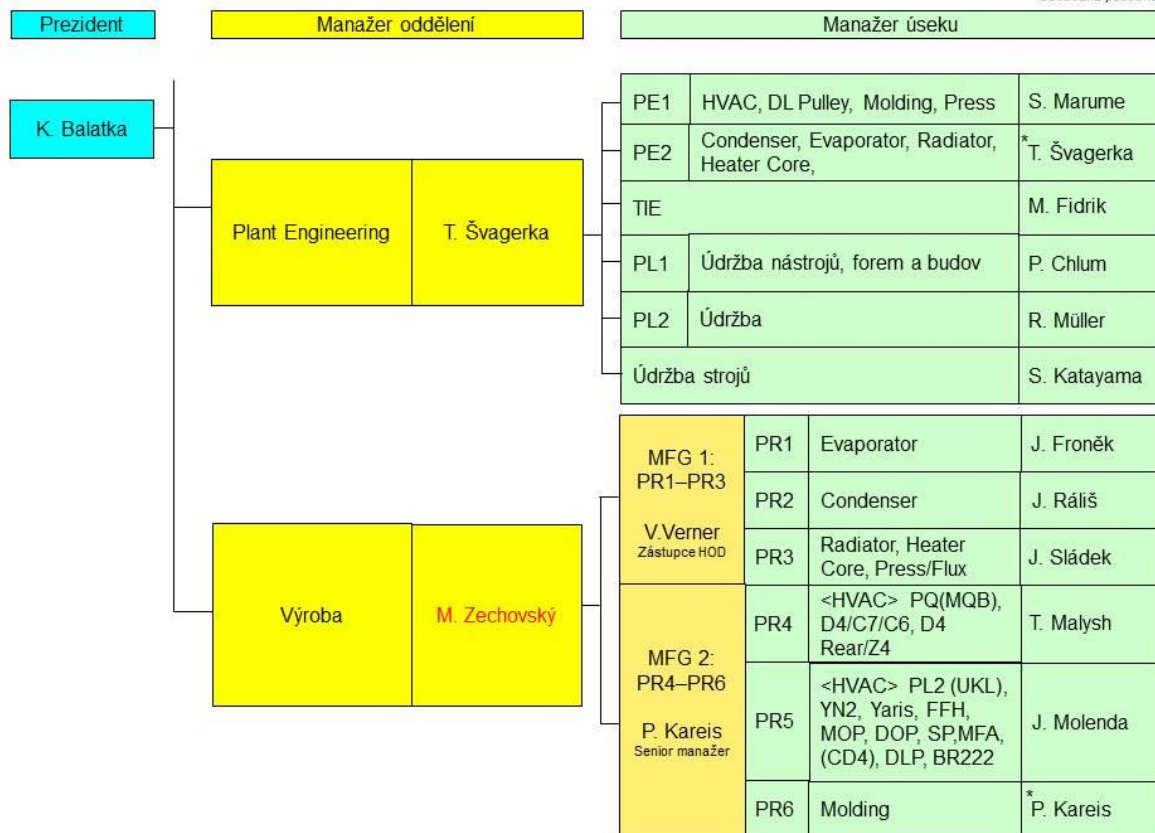 Prezident
Manažer oddělení
Manažer úseku
K. Balatka
Plant Engineering
T. Švagerka
PE1
HVAC, DL Pulley, Molding, Press
S. Marume
PE2
Condenser, Evaporator, Radiator,
Heater Core,
*T. Švagerka
TIE
M. Fidrik
PL1
Údržba nástrojů, forem a budov
P. Chlum
PL2
Údržba
R. Müller
Údržba strojů
S. Katayama
Výroba
M. Zechovský
MFG 1:
PR1–PR3
V.Verner
Zástupce HOD
PR1
Evaporator
J. Froněk
PR2
Condenser
J. Ráliš
PR3
Radiator, Heater
Core, Press/Flux
J. Sládek
MFG 2:
PR4–PR6
P. Kareis
Senior manažer
PR4
<HVAC> PQ(MQB),
D4/C7/C6, D4
Rear/Z4
T. Malysh
PR5
<HVAC> PL2 (UKL),
YN2, Yaris, FFH,
MOP, DOP, SP,MFA,
(CD4), DLP, BR222
J. Molenda
PR6
Molding
*P. Kareis